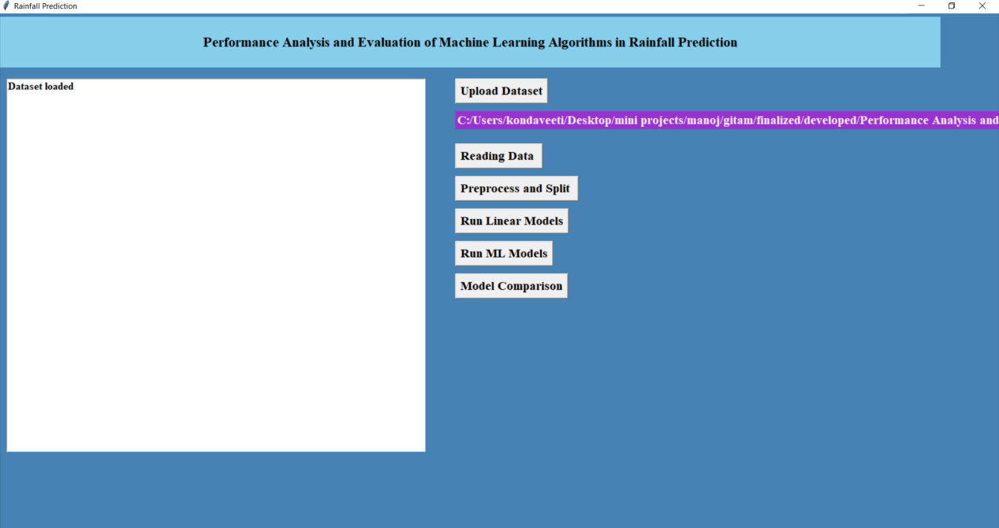 Rainfall Prediction
Performance Analysis and Evaluation of Machine Learning Algorithms in Rainfall Prediction
Dataset loaded
Upload Dataset
C:/Users/kondaveeti/Desktop/mini projects/manoj/gitam/finalized/developed/Performance Analysis and
Reading Data
Preprocess and Split
Run Linear Models
Run ML Models
Model Comparison